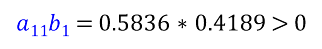 a₁₁b₁ = 0.5836 ∗ 0.4189 > 0